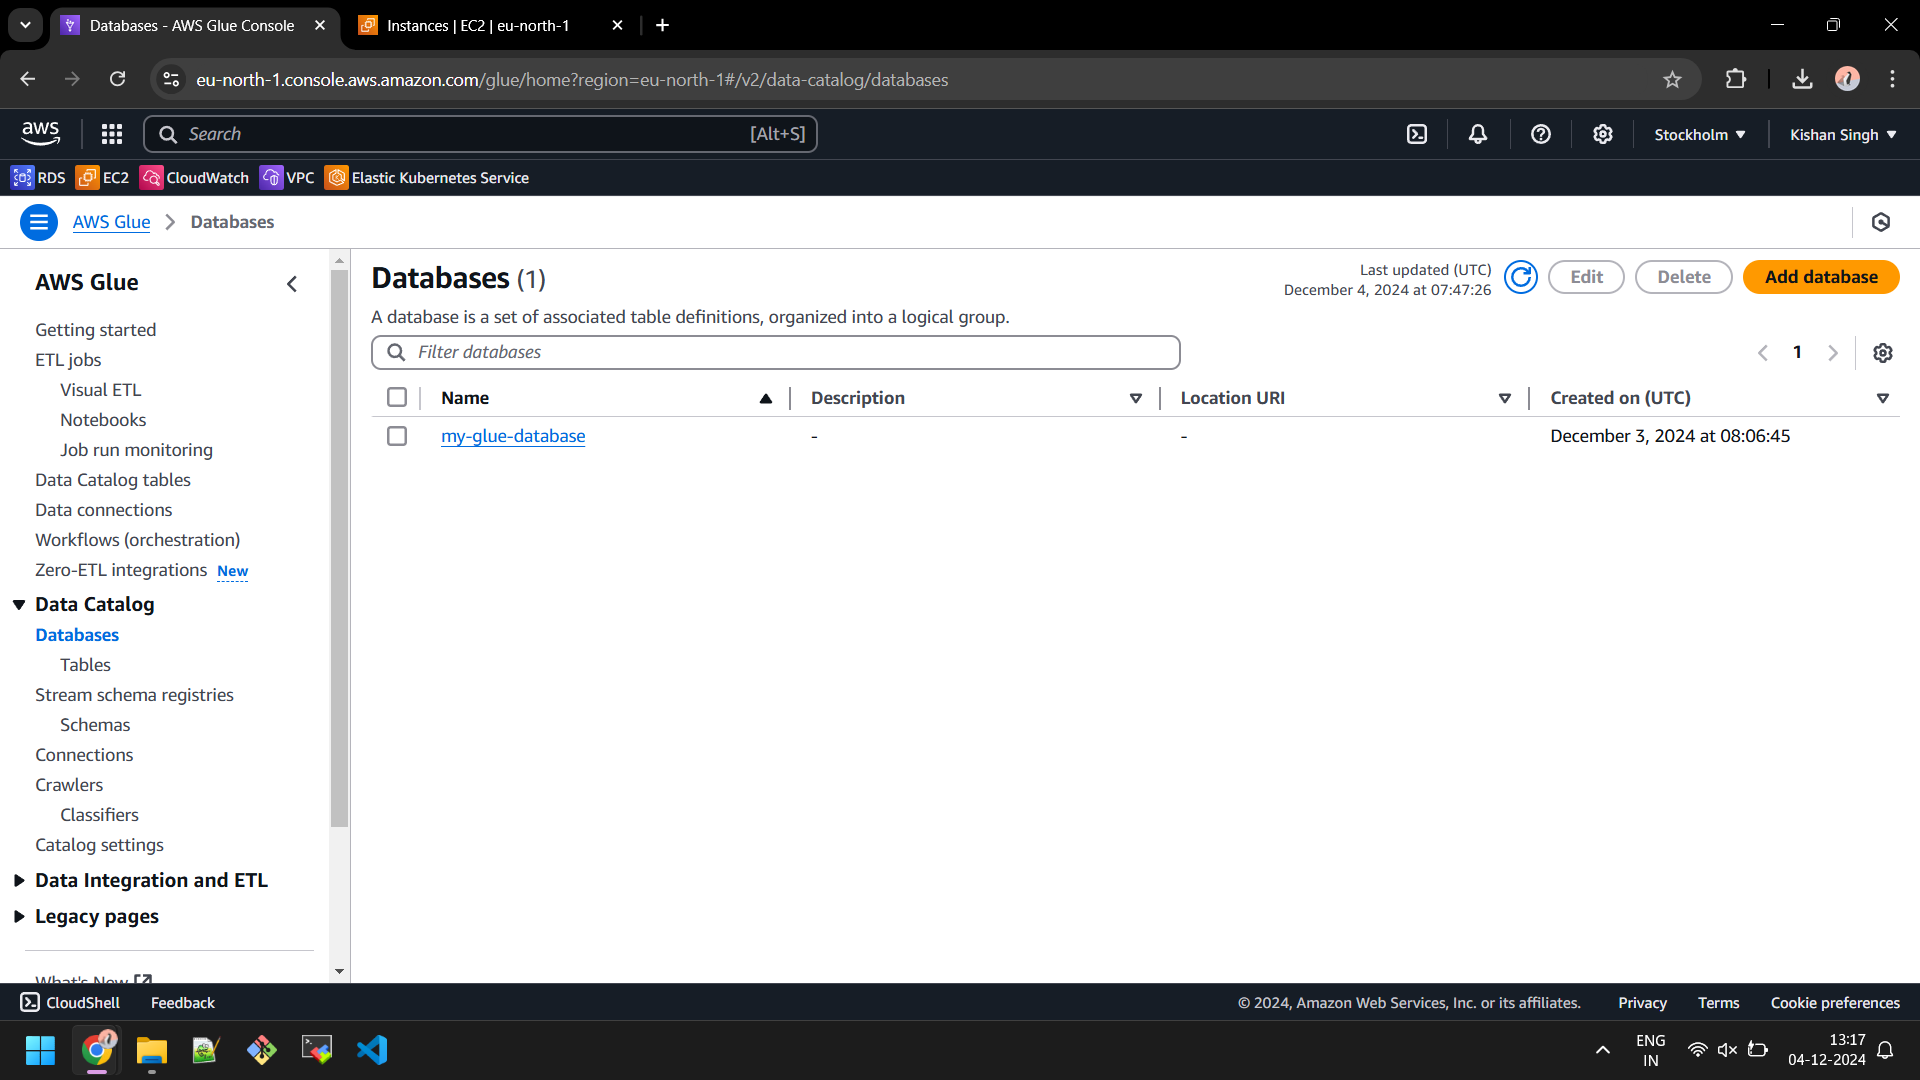 Databases - AWS Glue Console
Instances | EC2 | eu-north-1
eu-north-1.console.aws.amazon.com/glue/home?region=eu-north-1#/v2/data-catalog/databases
aws
Search
[Alt+S]
Stockholm
Kishan Singh
RDS
EC2
CloudWatch
VPC
Elastic Kubernetes Service
AWS Glue
Databases
AWS Glue
Getting started
ETL jobs
Visual ETL
Notebooks
Job run monitoring
Data Catalog tables
Data connections
Workflows (orchestration)
Zero-ETL integrations New
Data Catalog
Databases
Tables
Stream schema registries
Schemas
Connections
Crawlers
Classifiers
Catalog settings
Data Integration and ETL
Legacy pages
What's New
Databases (1)
Last updated (UTC)
December 4, 2024 at 07:47:26
Edit
Delete
Add database
A database is a set of associated table definitions, organized into a logical group.
Filter databases
1
Name Description Location URI Created on (UTC)
my-glue-database - - December 3, 2024 at 08:06:45
CloudShell
Feedback
© 2024, Amazon Web Services, Inc. or its affiliates.
Privacy
Terms
Cookie preferences
ENG
IN
13:17
04-12-2024